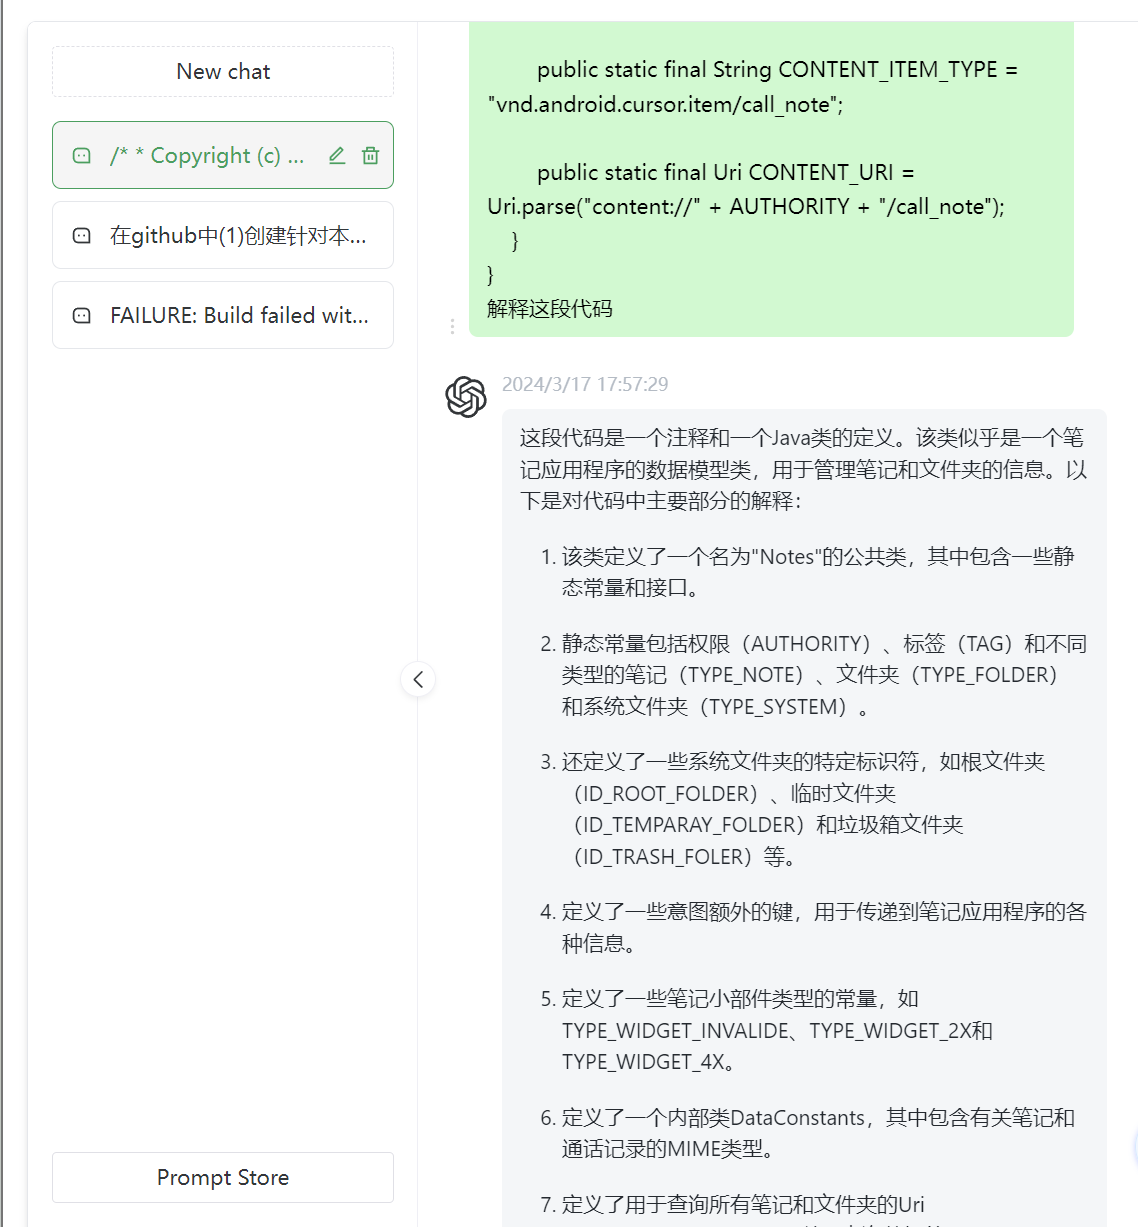 New chat
/* * Copyright (c) ...
在github中(1)创建针对本...
FAILURE: Build failed wit...
Prompt Store
public static final String CONTENT_ITEM_TYPE =
"vnd.android.cursor.item/call_note";
public static final Uri CONTENT_URI =
Uri.parse("content://" + AUTHORITY + "/call_note");
}
}
解释这段代码
2024/3/17 17:57:29
这段代码是一个注释和一个Java类的定义。该类似乎是一个笔
记应用程序的数据模型类，用于管理笔记和文件夹的信息。以
下是对代码中主要部分的解释：
1. 该类定义了一个名为"Notes"的公共类，其中包含一些静
态常量和接口。
2. 静态常量包括权限（AUTHORITY）、标签（TAG）和不同
类型的笔记（TYPE_NOTE）、文件夹（TYPE_FOLDER）
和系统文件夹（TYPE_SYSTEM）。
3. 还定义了一些系统文件夹的特定标识符，如根文件夹
（ID_ROOT_FOLDER）、临时文件夹
（ID_TEMPARAY_FOLDER）和垃圾箱文件夹
（ID_TRASH_FOLER）等。
4. 定义了一些意图额外的键，用于传递到笔记应用程序的各
种信息。
5. 定义了一些笔记小部件类型的常量，如
TYPE_WIDGET_INVALIDE、TYPE_WIDGET_2X和
TYPE_WIDGET_4X。
6. 定义了一个内部类DataConstants，其中包含有关笔记和
通话记录的MIME类型。
7. 定义了用于查询所有笔记和文件夹的Uri